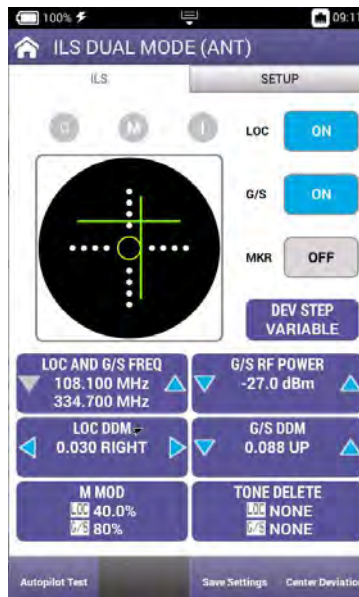 100% 09:11
ILS DUAL MODE (ANT)
ILS SETUP
O M I LOC ON
G/S ON
MKR OFF
DEV STEP
VARIABLE
LOC AND G/S FREQ
108.100 MHz
334.700 MHz
G/S RF POWER
-27.0 dBm
LOC DDM
0.030 RIGHT
G/S DDM
0.088 UP
M MOD
LOC 40.0%
G/S 80%
TONE DELETE
LOC NONE
G/S NONE
Autopilot Test Save Settings Center Deviatio